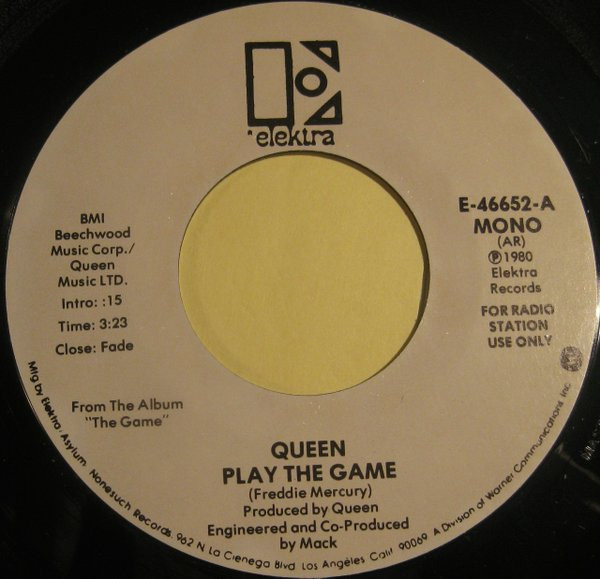 elektra
BMI
Beechwood
Music Corp./
Queen
Music LTD.
Intro: :15
Time: 3:23
Close: Fade
E-46652-A
MONO
(AR)
℗1980
Elektra
Records
FOR RADIO
STATION
USE ONLY
From The Album
"The Game"
QUEEN
PLAY THE GAME
(Freddie Mercury)
Produced by Queen
Engineered and Co-Produced
by Mack
Mfg by Elektra/Asylum/Nonesuch Records, 962 N La Cienega Blvd Los Angeles Calif 90069 A Division of Warner Communications Inc.